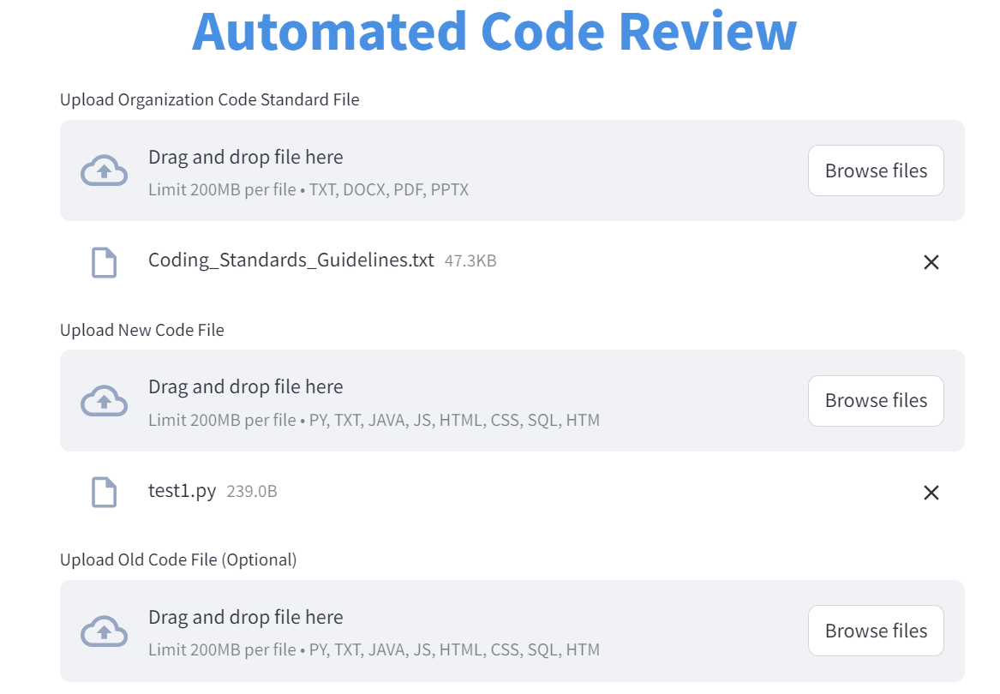 Automated Code Review
Upload Organization Code Standard File
Drag and drop file here
Limit 200MB per file • TXT, DOCX, PDF, PPTX
Browse files
Coding_Standards_Guidelines.txt 47.3KB
Upload New Code File
Drag and drop file here
Limit 200MB per file • PY, TXT, JAVA, JS, HTML, CSS, SQL, HTM
Browse files
test1.py 239.0B
Upload Old Code File (Optional)
Drag and drop file here
Limit 200MB per file • PY, TXT, JAVA, JS, HTML, CSS, SQL, HTM
Browse files